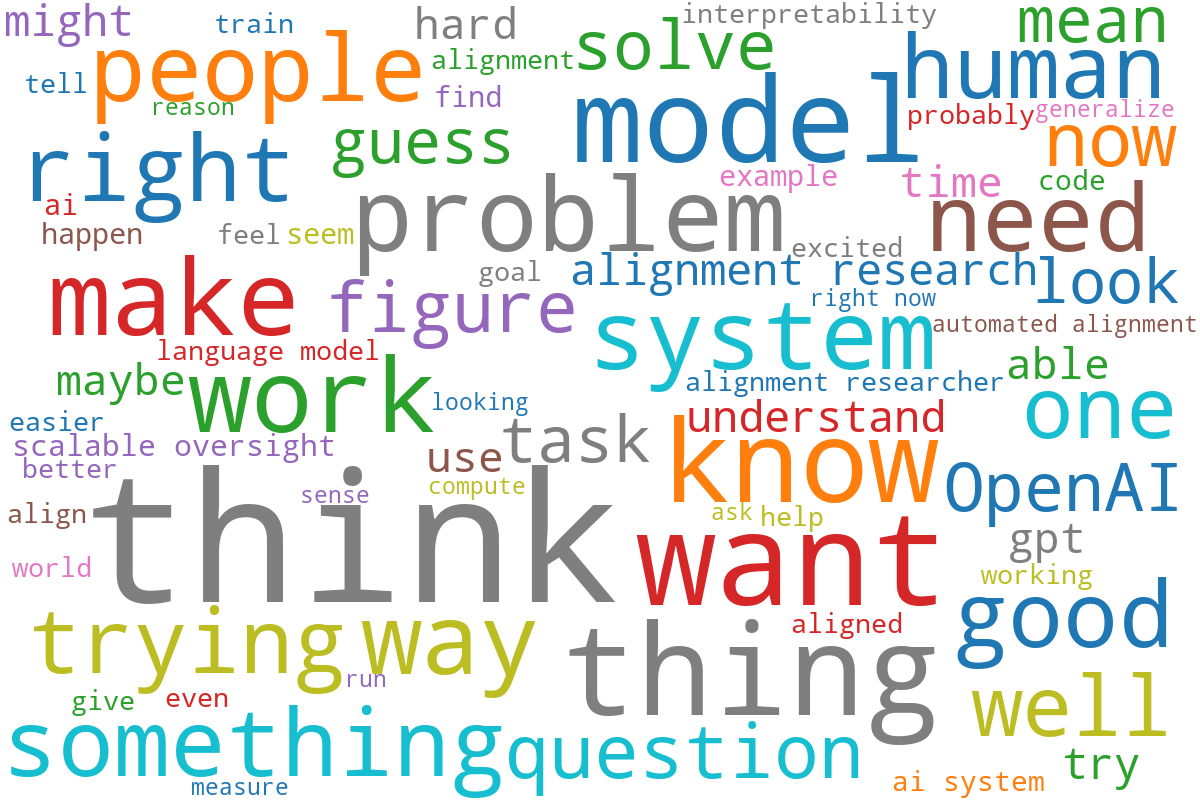 might
train
hard
interpretability
mean
people
alignment
solve
human
tell
reason
find
model
probably
generalize
right
guess
now
example
time
code
ai
happen
feel
seem
problem
excited
need
make
figure
goal
alignment research
look
right now
system
automated alignment
language model
maybe
work
looking
alignment researcher
able
easier
understand
one
scalable oversight
better
use
task
know
OpenAI
think
sense
compute
align
ask
help
want
gpt
world
working
trying
way
thing
aligned
good
run
give
even
well
something
question
try
measure
ai system